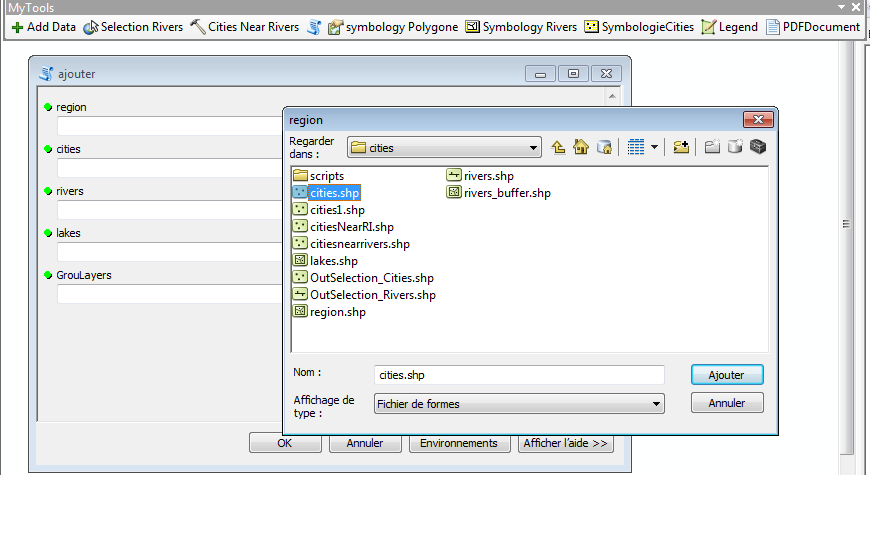 MyTools
Add Data Selection Rivers Cities Near Rivers symbology Polygone Symbology Rivers SymbologieCities Legend PDFDocument
ajouter
region
cities
rivers
lakes
GrouLayers
OK Annuler Environnements Afficher l'aide >>
region
Regarder dans : cities
scripts
cities.shp
cities1.shp
citiesNearRI.shp
citiesnearrivers.shp
lakes.shp
OutSelection_Cities.shp
OutSelection_Rivers.shp
region.shp
rivers.shp
rivers_buffer.shp
Nom : cities.shp Ajouter
Affichage de type : Fichier de formes Annuler